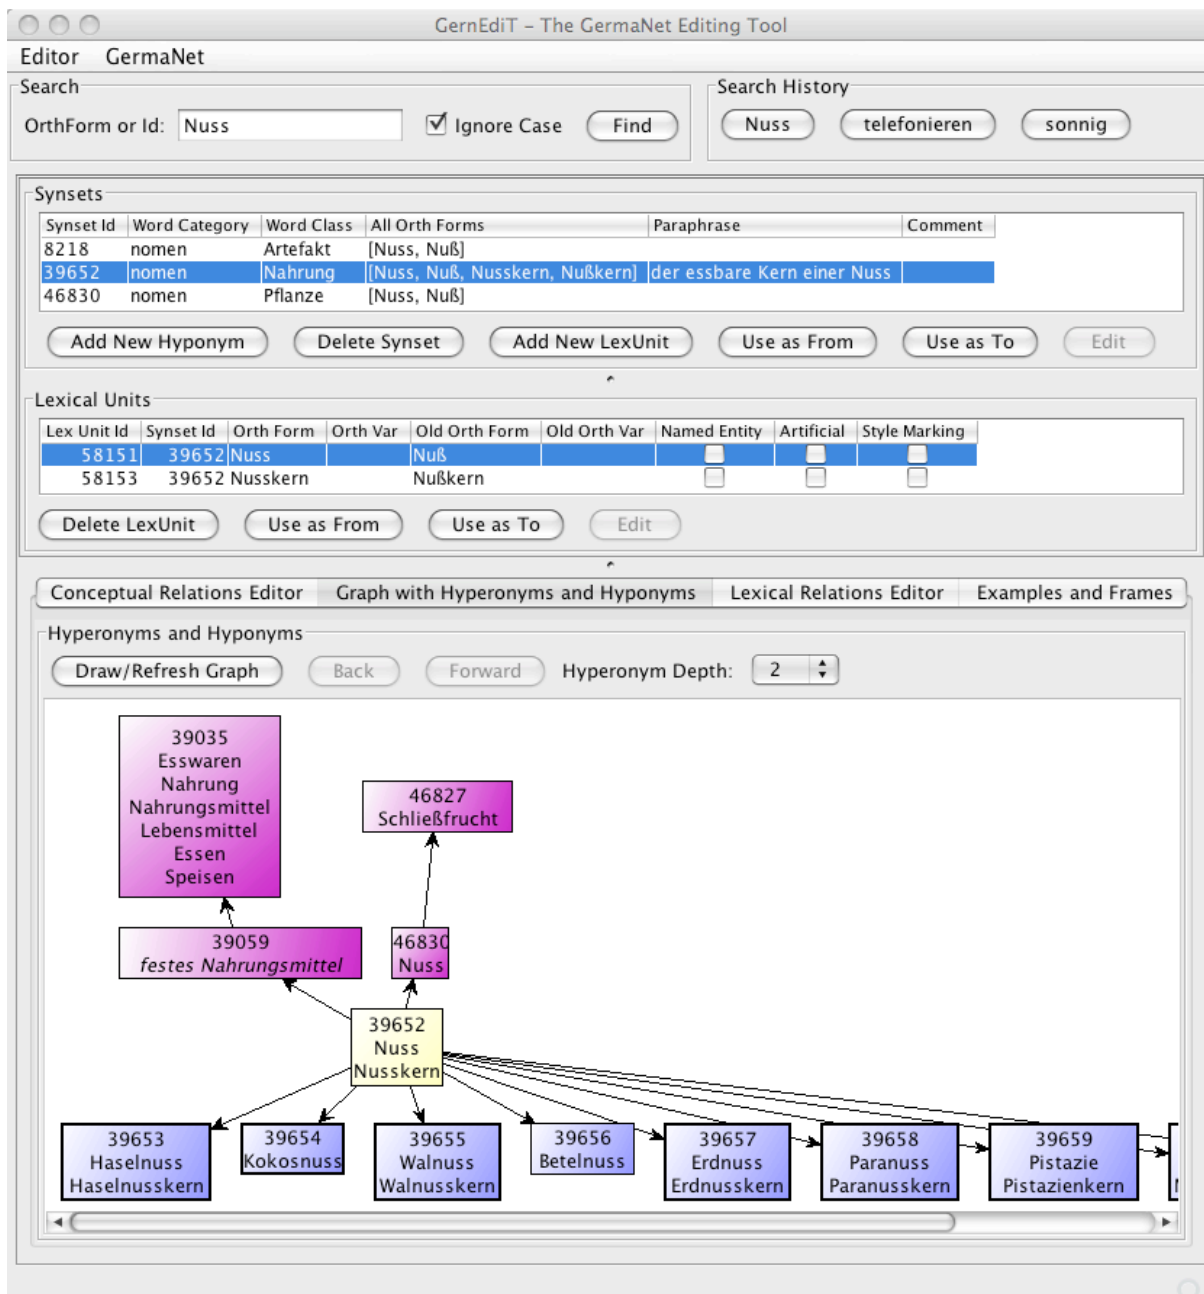 GernEdiT – The GermaNet Editing Tool
Editor GermaNet
Search
Search History
OrthForm or Id: Nuss Ignore Case Find Nuss telefonieren sonnig
Synsets
Synset Id Word Category Word Class All Orth Forms Paraphrase Comment
8218 nomen Artefakt [Nuss, Nuß]
39652 nomen Nahrung [Nuss, Nuß, Nusskern, Nußkern] der essbare Kern einer Nuss
46830 nomen Pflanze [Nuss, Nuß]
Add New Hyponym Delete Synset Add New LexUnit Use as From Use as To Edit
Lexical Units
Lex Unit Id Synset Id Orth Form Orth Var Old Orth Form Old Orth Var Named Entity Artificial Style Marking
58151 39652 Nuss Nuß
58153 39652 Nusskern Nußkern
Delete LexUnit Use as From Use as To Edit
Conceptual Relations Editor Graph with Hyperonyms and Hyponyms Lexical Relations Editor Examples and Frames
Hyperonyms and Hyponyms
Draw/Refresh Graph Back Forward Hyperonym Depth: 2
39035
Esswaren
Nahrung
Nahrungsmittel
Lebensmittel
Essen
Speisen
46827
Schließfrucht
39059
festes Nahrungsmittel
46830
Nuss
39652
Nuss
Nusskern
39653
Haselnuss
Haselnusskern
39654
Kokosnuss
39655
Walnuss
Walnusskern
39656
Betelnuss
39657
Erdnuss
Erdnusskern
39658
Paranuss
Paranusskern
39659
Pistazie
Pistazienkern